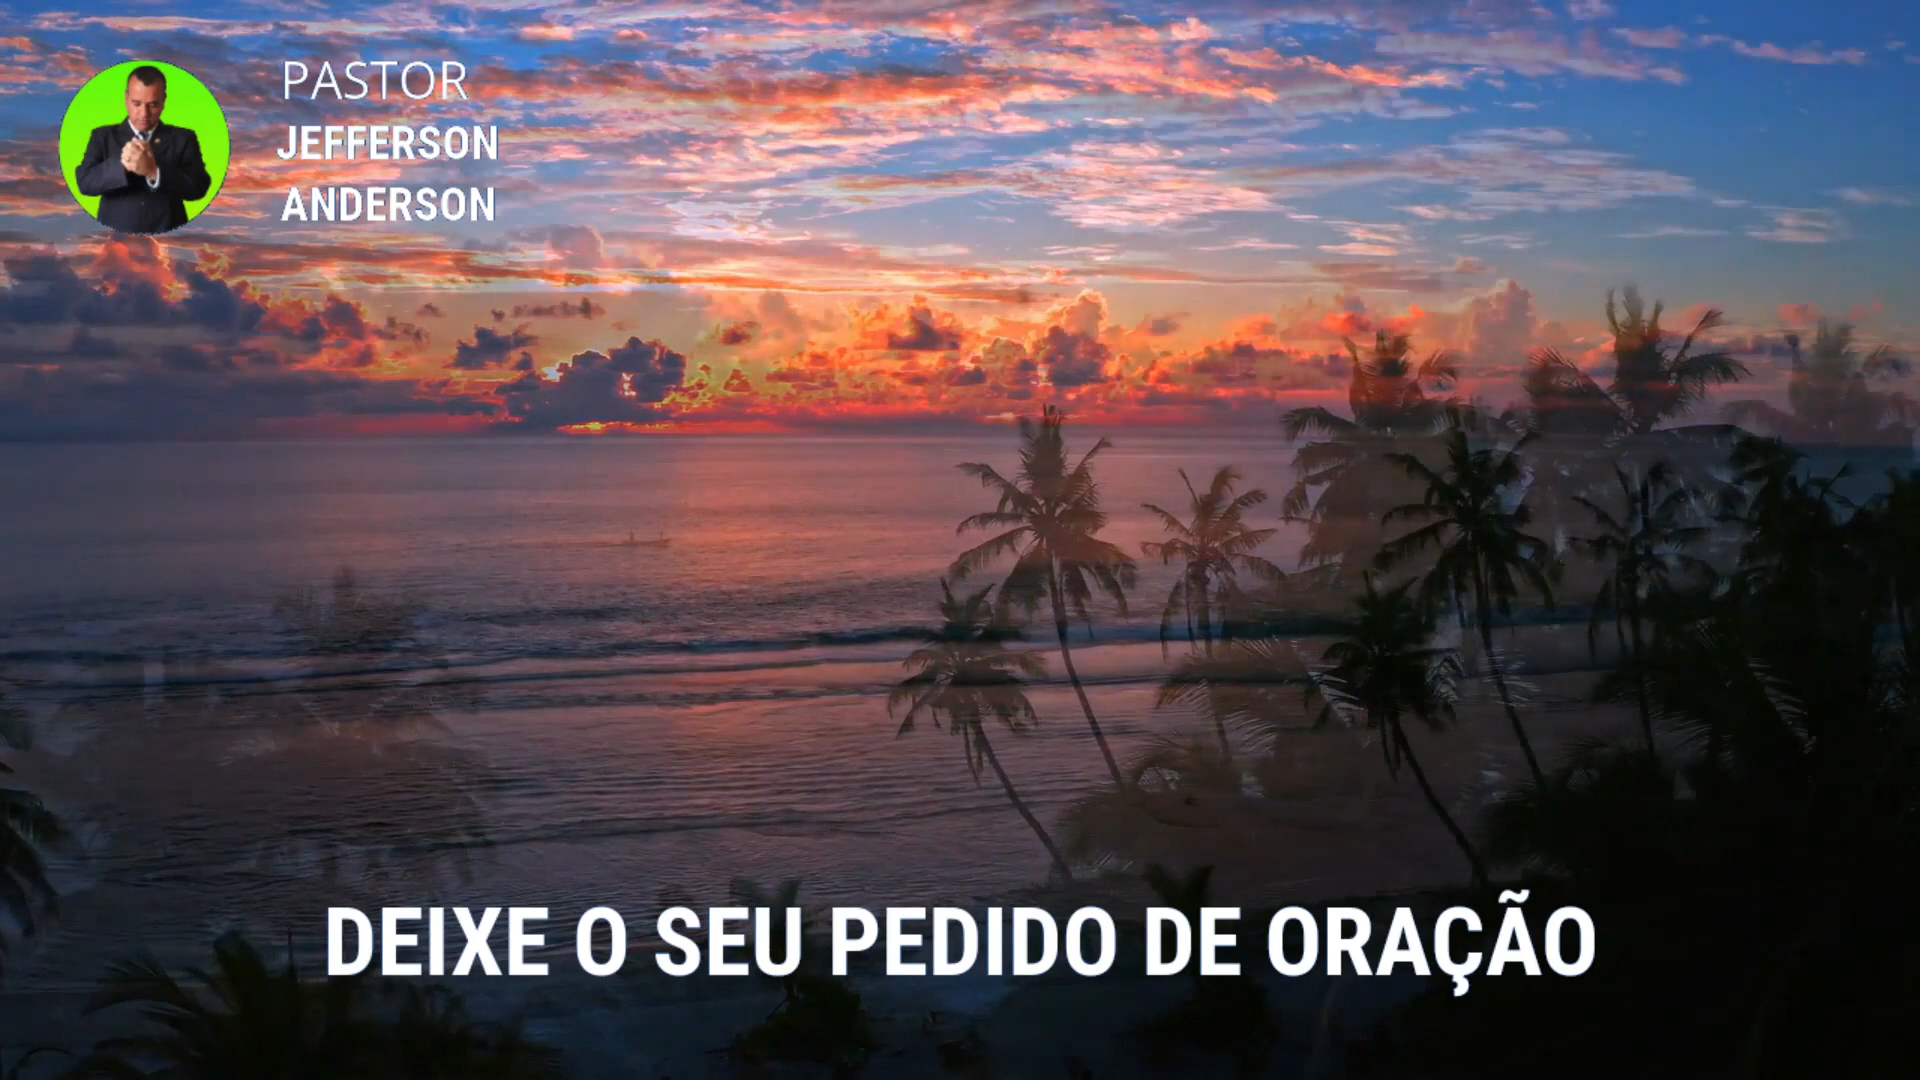 PASTOR
JEFFERSON
ANDERSON
DEIXE O SEU PEDIDO DE ORAÇÃO